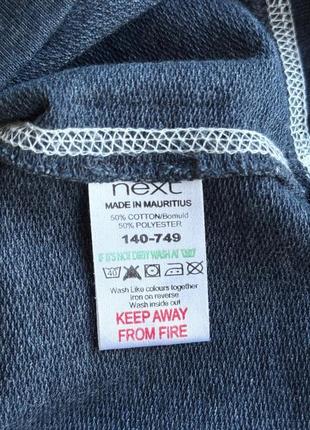 next
MADE IN MAURITIUS
50% COTTON/Bomuld
50% POLYESTER
140-749
IF IT'S NOT DIRTY WASH AT
Wash Like colours together
iron on reverse
Wash inside out
KEEP AWAY
FROM FIRE